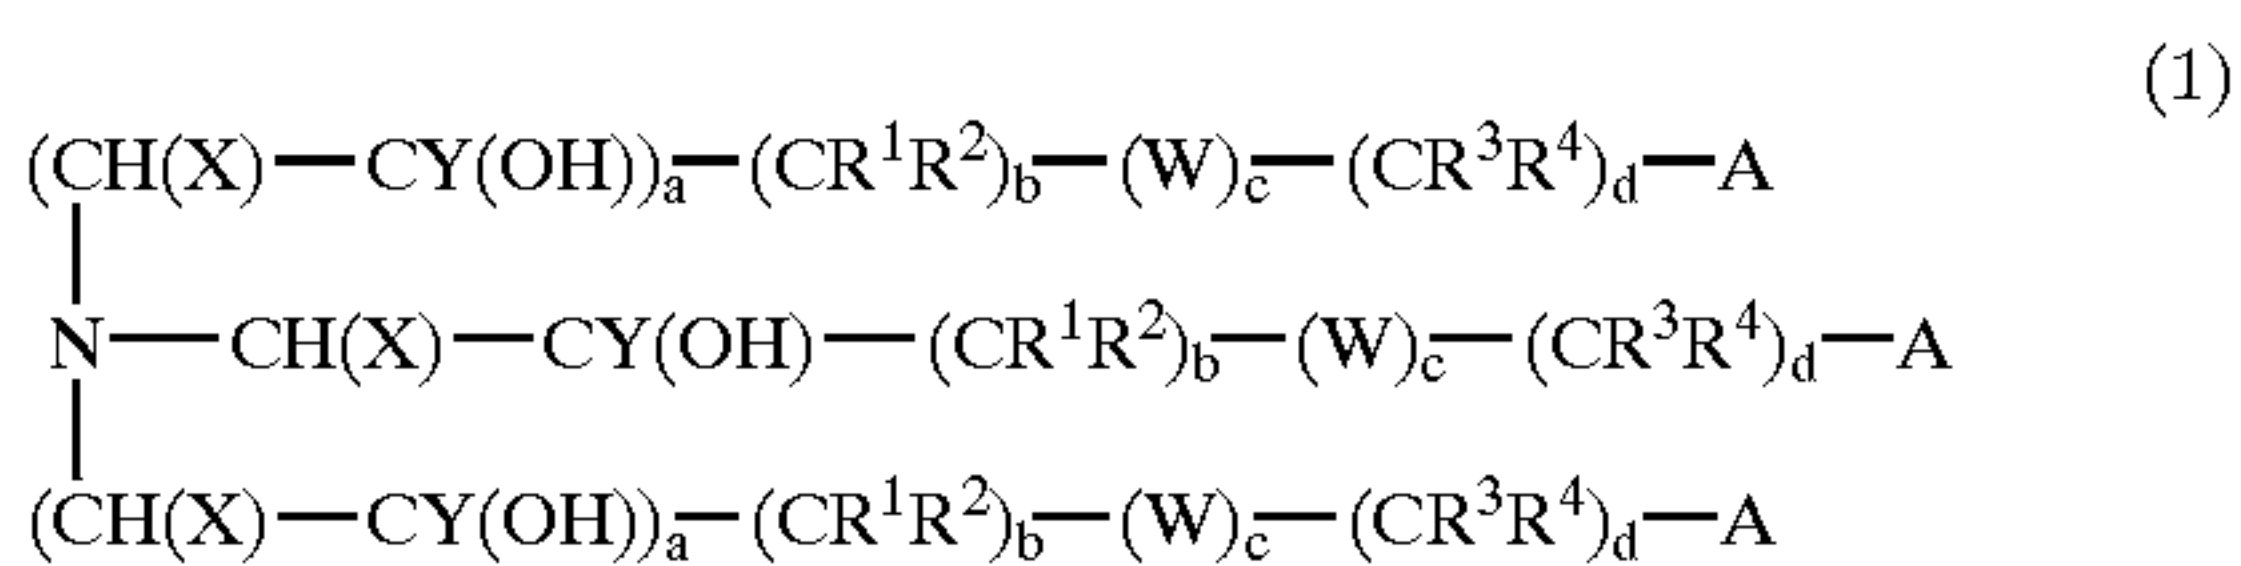 (1)
(CH(X)—CY(OH))ₐ—(CR¹R²)b—(W)c—(CR³R⁴)d—A
N—CH(X)—CY(OH)—(CR¹R²)b—(W)c—(CR³R⁴)d—A
(CH(X)—CY(OH))ₐ—(CR¹R²)b—(W)c—(CR³R⁴)d—A